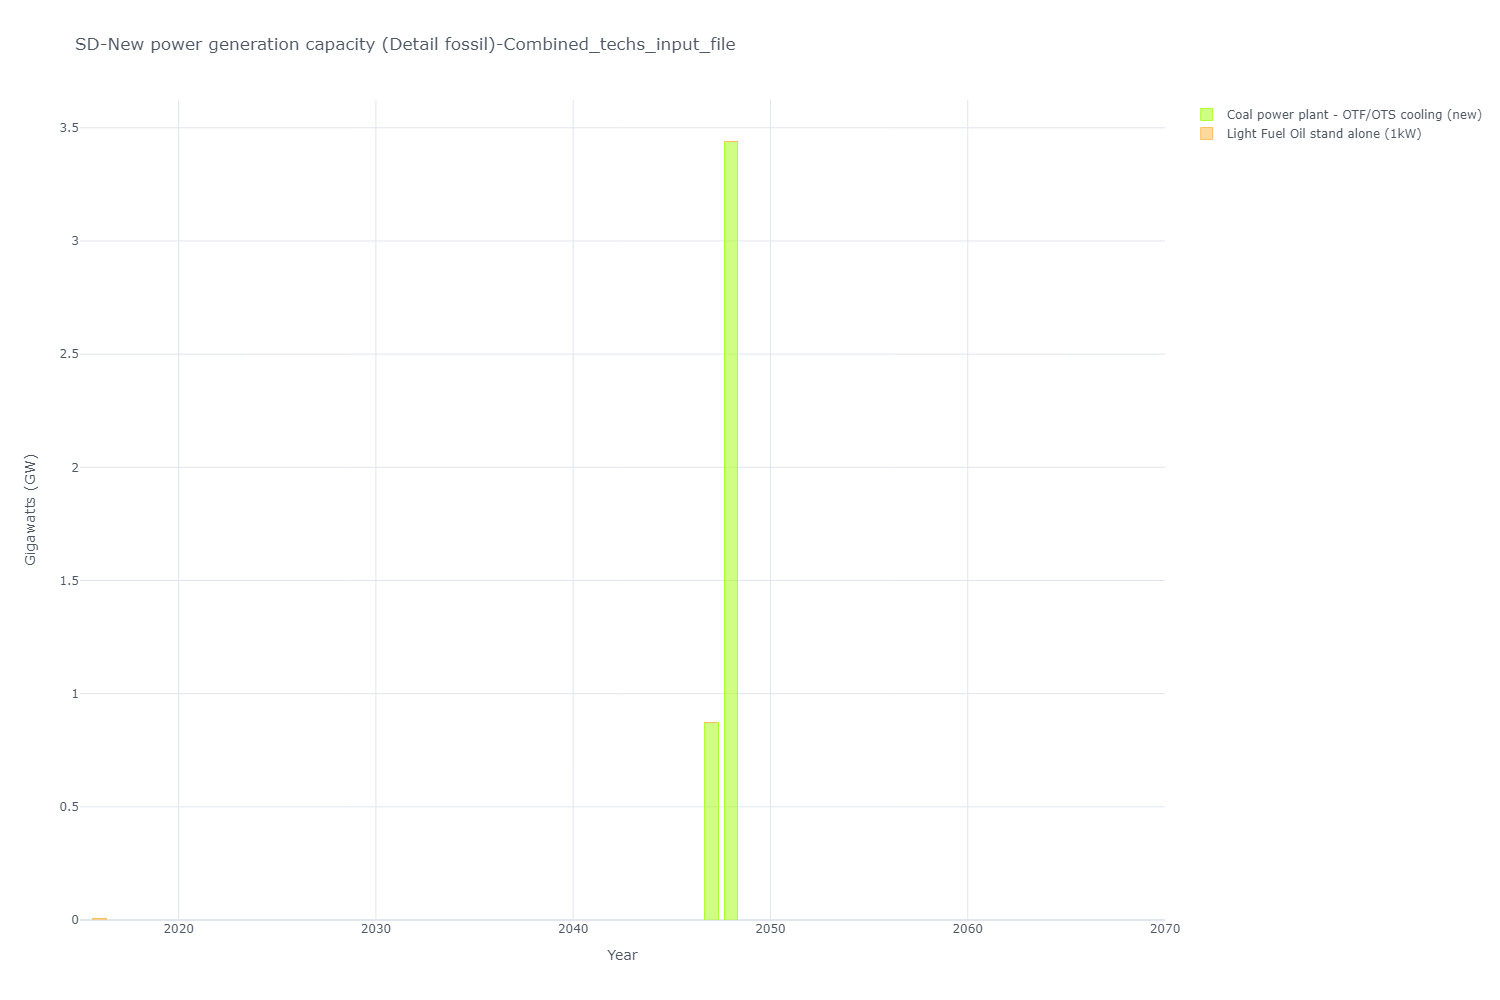 SD-New power generation capacity (Detail fossil)-Combined_techs_input_file
Coal power plant - OTF/OTS cooling (new)
Light Fuel Oil stand alone (1kW)
3.5
3
2.5
2
1.5
1
0.5
0
Gigawatts (GW)
2020
2030
2040
2050
2060
2070
Year